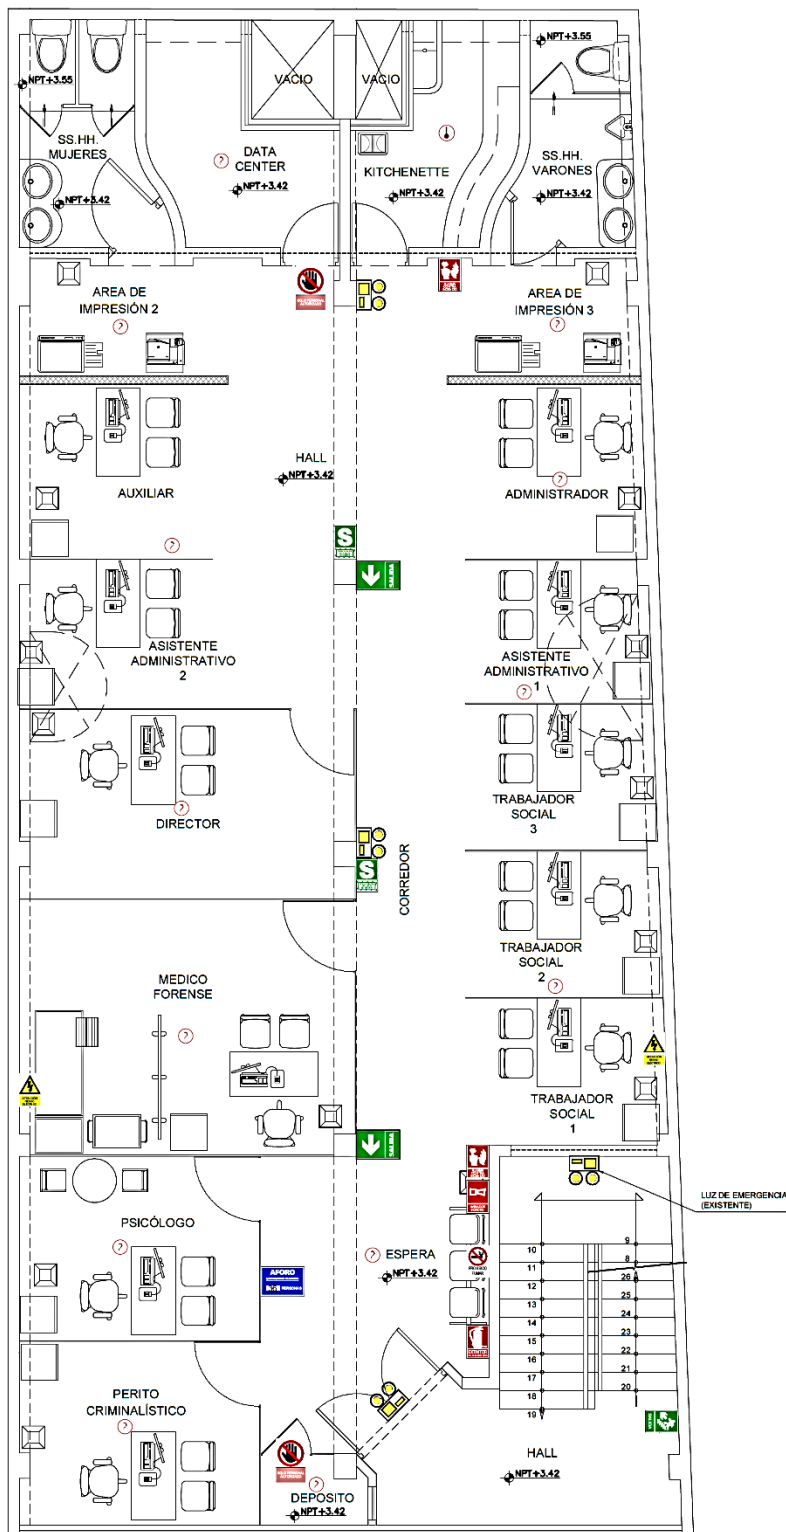 VACIO
VACIO
NPT+3.55
NPT+3.55
SS.HH.
MUJERES
DATA
CENTER
KITCHENETTE
SS.HH.
VARONES
NPT+3.42
NPT+3.42
NPT+3.42
NPT+3.42
?
AREA DE
IMPRESIÓN 2
?
AREA DE
IMPRESIÓN 3
?
HALL
NPT+3.42
AUXILIAR
?
ADMINISTRADOR
?
S
SALIDA
ASISTENTE
ADMINISTRATIVO
2
ASISTENTE
ADMINISTRATIVO
1
?
DIRECTOR
?
TRABAJADOR
SOCIAL
3
S
CORREDOR
MEDICO
FORENSE
?
TRABAJADOR
SOCIAL
2
?
TRABAJADOR
SOCIAL
1
SALIDA
LUZ DE EMERGENCIA
(EXISTENTE)
PSICÓLOGO
?
AFORO
PERSONAS
? ESPERA
NPT+3.42
PROHIBIDO
FUMAR
9
10
8
11
26
12
25
13
24
14
23
15
22
16
21
17
20
18
19
PERITO
CRIMINALÍSTICO
?
HALL
NPT+3.42
?
DEPOSITO
NPT+3.42